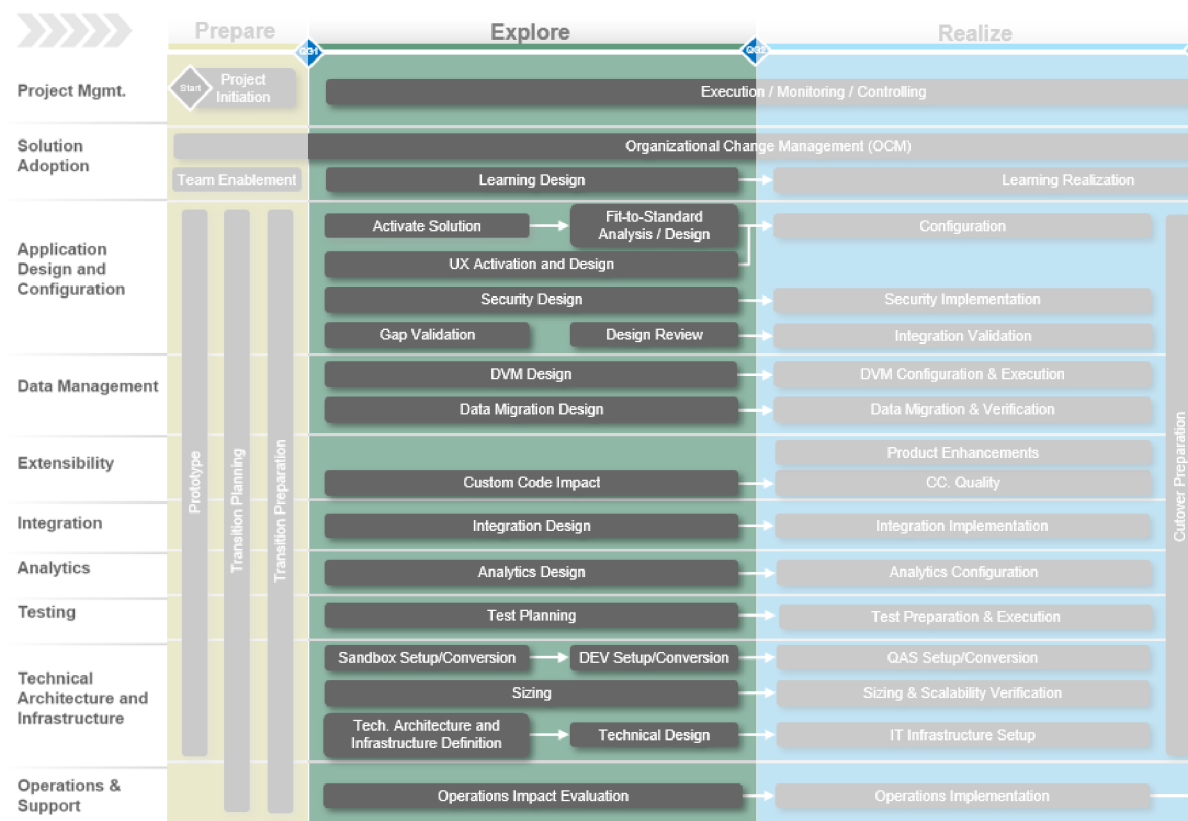 Prepare
Explore
Realize
QG1
QG2
Project Mgmt.
Start
Project
Initiation
Execution / Monitoring / Controlling
Solution
Adoption
Organizational Change Management (OCM)
Team Enablement
Learning Design
Learning Realization
Application
Design and
Configuration
Activate Solution
Fit-to-Standard
Analysis / Design
Configuration
UX Activation and Design
Security Design
Security Implementation
Gap Validation
Design Review
Integration Validation
Data Management
DVM Design
DVM Configuration & Execution
Data Migration Design
Data Migration & Verification
Extensibility
Product Enhancements
Custom Code Impact
CC. Quality
Integration
Integration Design
Integration Implementation
Analytics
Analytics Design
Analytics Configuration
Testing
Test Planning
Test Preparation & Execution
Technical
Architecture and
Infrastructure
Sandbox Setup/Conversion
DEV Setup/Conversion
QAS Setup/Conversion
Sizing
Sizing & Scalability Verification
Tech. Architecture and
Infrastructure Definition
Technical Design
IT Infrastructure Setup
Operations &
Support
Operations Impact Evaluation
Operations Implementation
Prototype
Transition Planning
Transition Preparation
Cutover Preparation